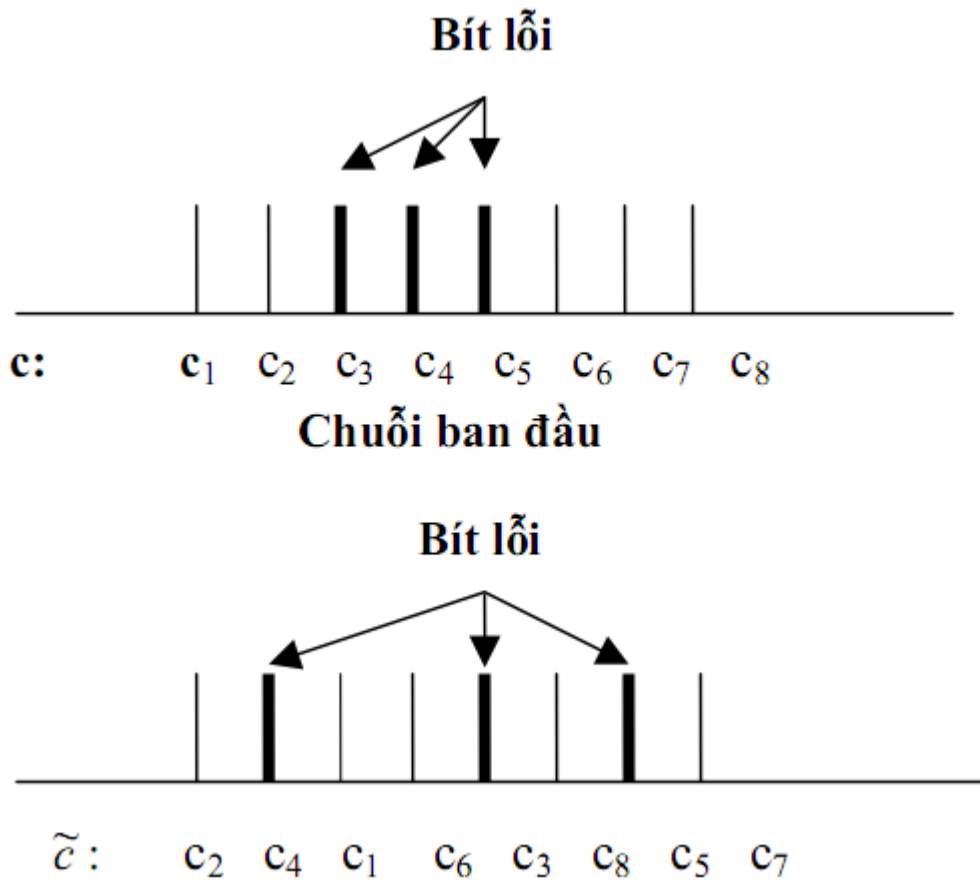 Bít lỗi
c: c₁ c₂ c₃ c₄ c₅ c₆ c₇ c₈
Chuỗi ban đầu
Bít lỗi
c̃ : c₂ c₄ c₁ c₆ c₃ c₈ c₅ c₇